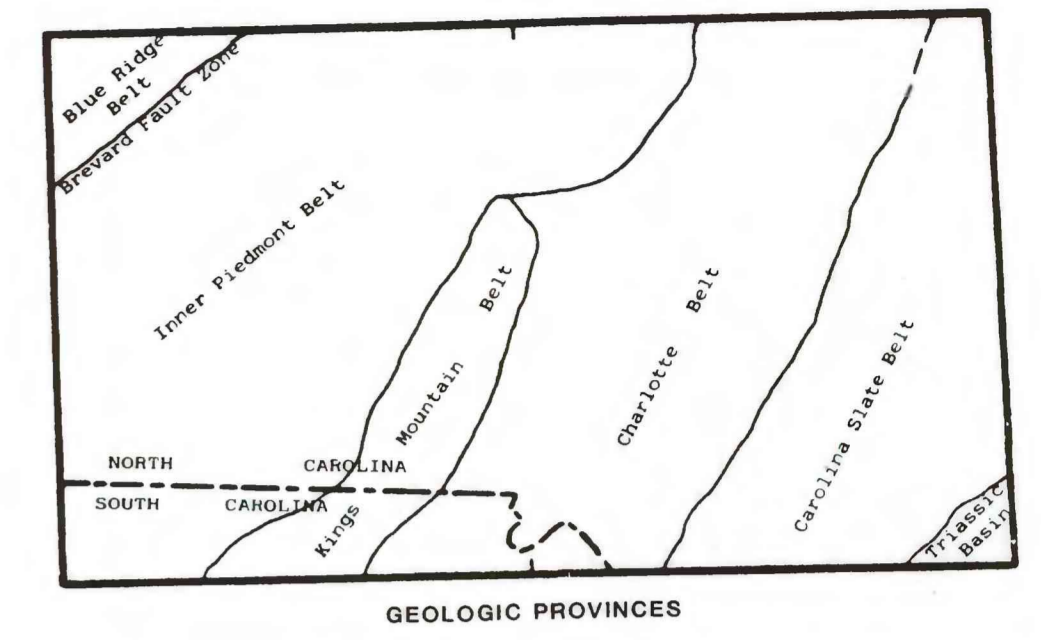 Blue Ridge
Belt
Brevard Fault Zone
Inner Piedmont Belt
Kings Mountain Belt
Charlotte Belt
Carolina Slate Belt
Triassic
Basin
NORTH CAROLINA
SOUTH CAROLINA
GEOLOGIC PROVINCES